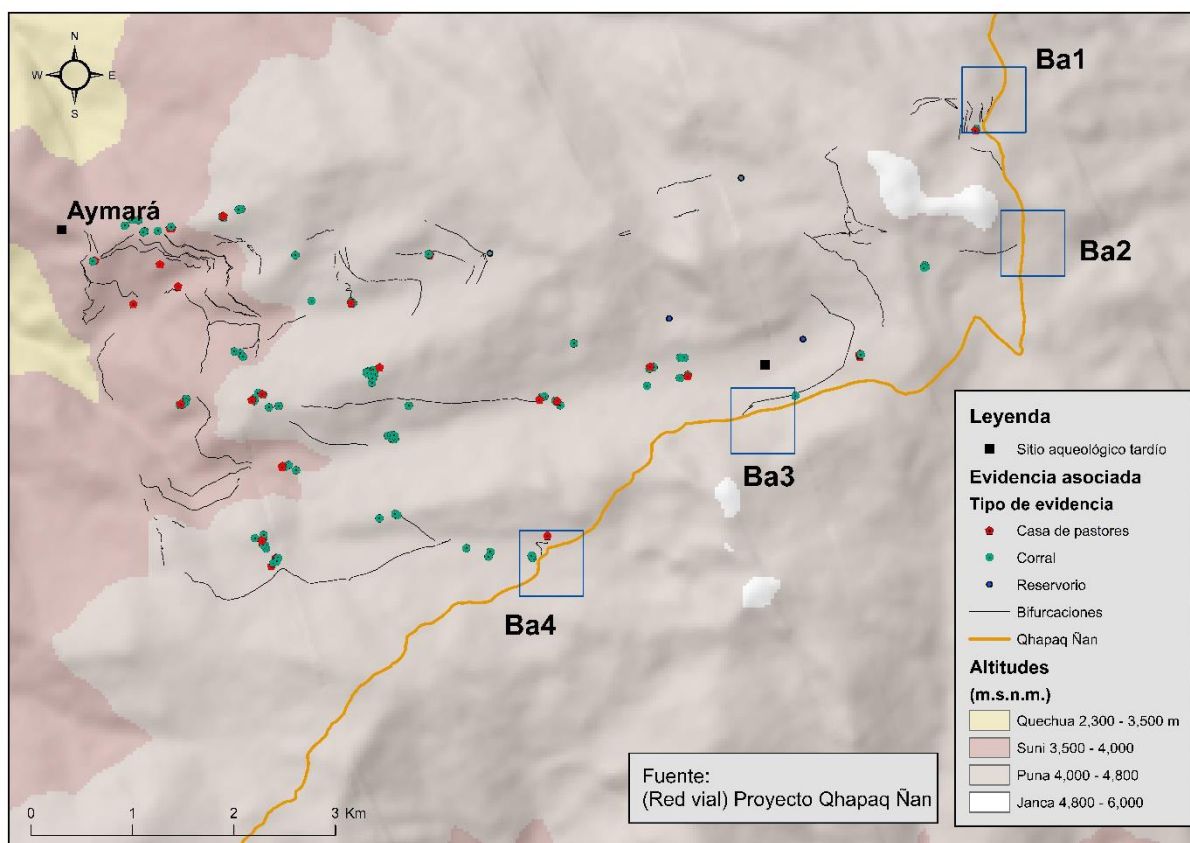 N
W E
S
Ba1
Aymará
Ba2
Ba3
Ba4
Leyenda
Sitio aqueológico tardío
Evidencia asociada
Tipo de evidencia
Casa de pastores
Corral
Reservorio
Bifurcaciones
Qhapaq Ñan
Altitudes
(m.s.n.m.)
Quechua 2,300 - 3,500 m
Suni 3,500 - 4,000
Puna 4,000 - 4,800
Janca 4,800 - 6,000
Fuente:
(Red vial) Proyecto Qhapaq Ñan
0 1 2 3 Km